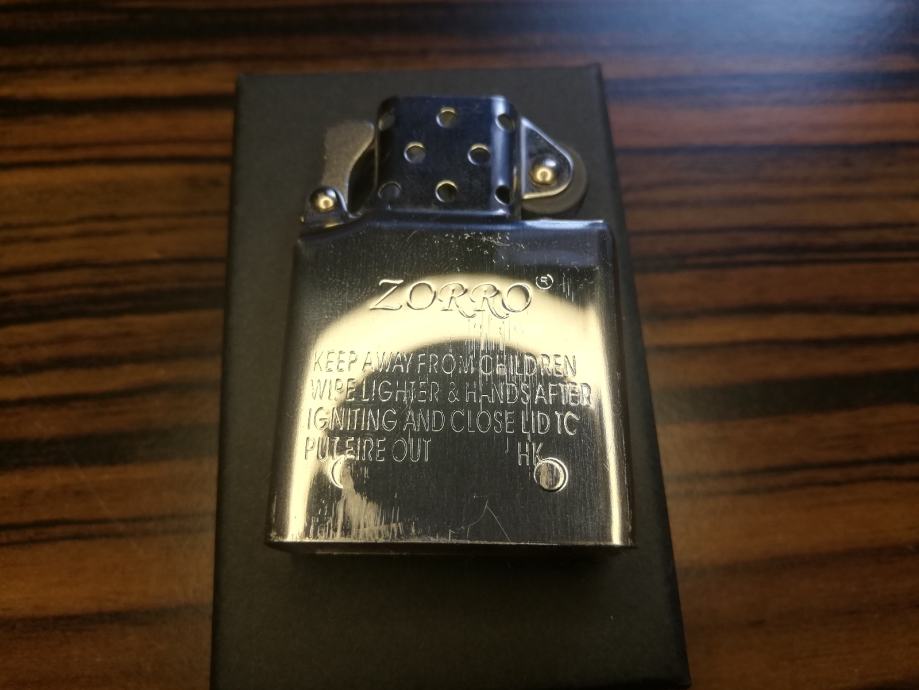 ZORRO®
KEEP AWAY FROM CHILDREN
WIPE LIGHTER & HANDS AFTER
IGNITING AND CLOSE LID TC
PUT FIRE OUT HK